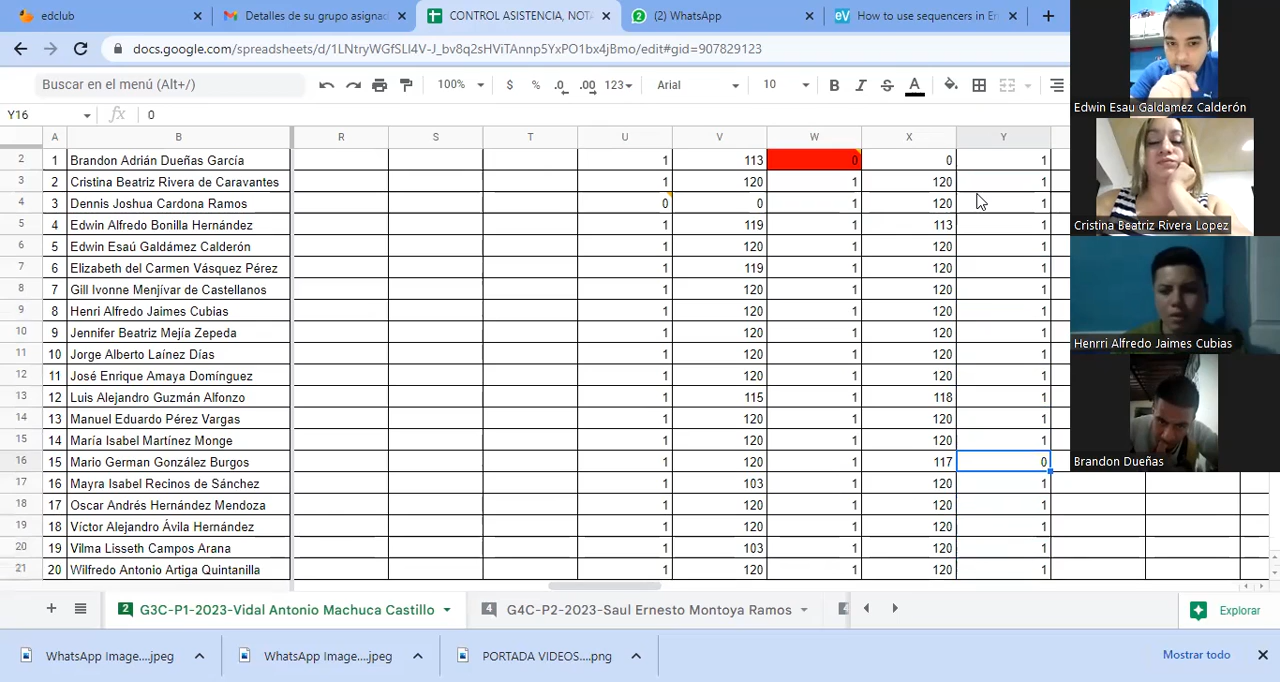 edclub
Detalles de su grupo asignad
CONTROL ASISTENCIA, NOTA
(2) WhatsApp
How to use sequencers in En
docs.google.com/spreadsheets/d/1LNtryWGfSLI4V-J_bv8q2sHViTAnnp5YxPO1bx4jBmo/edit#gid=907829123
Buscar en el menú (Alt+/)
$ % .0 .00 123 Arial 10 B I S A
Y16 fx 0
A B R S T U V W X Y
2 1 Brandon Adrián Dueñas García 1 113 0 0 1
3 2 Cristina Beatriz Rivera de Caravantes 1 120 1 120 1
4 3 Dennis Joshua Cardona Ramos 0 0 1 120 1
5 4 Edwin Alfredo Bonilla Hernández 1 119 1 113 1
6 5 Edwin Esaú Galdámez Calderón 1 120 1 120 1
7 6 Elizabeth del Carmen Vásquez Pérez 1 119 1 120 1
8 7 Gill Ivonne Menjivar de Castellanos 1 120 1 120 1
9 8 Henri Alfredo Jaimes Cubias 1 120 1 120 1
10 9 Jennifer Beatriz Mejía Zepeda 1 120 1 120 1
11 10 Jorge Alberto Laínez Días 1 120 1 120 1
12 11 José Enrique Amaya Domínguez 1 120 1 120 1
13 12 Luis Alejandro Guzmán Alfonzo 1 115 1 118 1
14 13 Manuel Eduardo Pérez Vargas 1 120 1 120 1
15 14 María Isabel Martínez Monge 1 120 1 120 1
16 15 Mario German González Burgos 1 120 1 117 0
17 16 Mayra Isabel Recinos de Sánchez 1 103 1 120 1
18 17 Oscar Andrés Hernández Mendoza 1 120 1 120 1
19 18 Víctor Alejandro Ávila Hernández 1 120 1 120 1
20 19 Vilma Lisseth Campos Arana 1 103 1 120 1
21 20 Wilfredo Antonio Artiga Quintanilla 1 120 1 120 1
Edwin Esau Galdamez Calderón
Cristina Beatriz Rivera Lopez
Henrri Alfredo Jaimes Cubias
Brandon Dueñas
2 G3C-P1-2023-Vidal Antonio Machuca Castillo
4 G4C-P2-2023-Saul Ernesto Montoya Ramos
4
Explorar
WhatsApp Image....jpeg
WhatsApp Image....jpeg
PORTADA VIDEOS....png
Mostrar todo